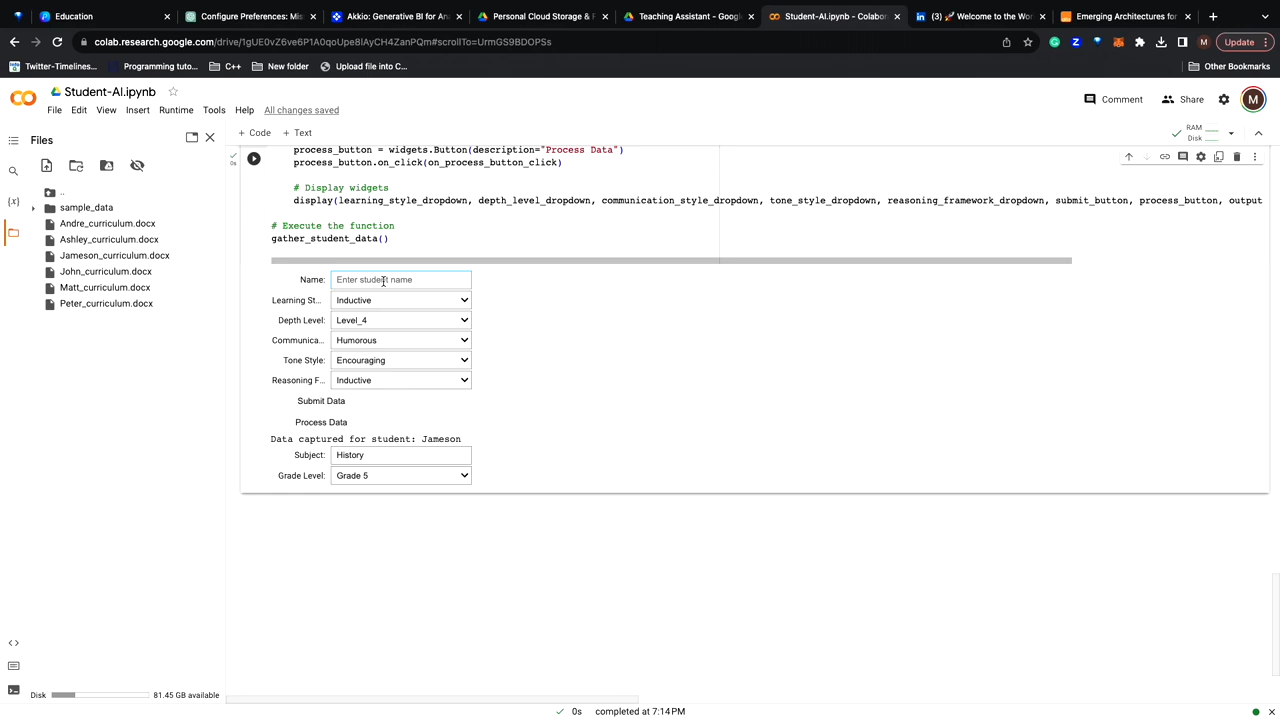 Education
Configure Preferences: Mis
Akkio: Generative BI for An
Personal Cloud Storage & F
Teaching Assistant - Google
Student-AI.ipynb - Colabor
(3) 🚀 Welcome to the Wor
Emerging Architectures for
colab.research.google.com/drive/1gUE0vZ6ve6P1A0qoUpe8IAyCH4ZanPQm#scrollTo=UrmGS9BDOPSs
Update
Twitter-Timelines...
Programming tuto...
C++
New folder
Upload file into C...
Other Bookmarks
Student-AI.ipynb
File Edit View Insert Runtime Tools Help All changes saved
Comment
Share
M
Files
+ Code + Text
RAM
Disk
..
sample_data
Andre_curriculum.docx
Ashley_curriculum.docx
Jameson_curriculum.docx
John_curriculum.docx
Matt_curriculum.docx
Peter_curriculum.docx
0s
process_button = widgets.Button(description="Process Data")
process_button.on_click(on_process_button_click)
# Display widgets
display(learning_style_dropdown, depth_level_dropdown, communication_style_dropdown, tone_style_dropdown, reasoning_framework_dropdown, submit_button, process_button, output
# Execute the function
gather_student_data()
Name: Enter student name
Learning St... Inductive
Depth Level: Level_4
Communica... Humorous
Tone Style: Encouraging
Reasoning F... Inductive
Submit Data
Process Data
Data captured for student: Jameson
Subject: History
Grade Level: Grade 5
Disk 81.45 GB available
0s completed at 7:14 PM